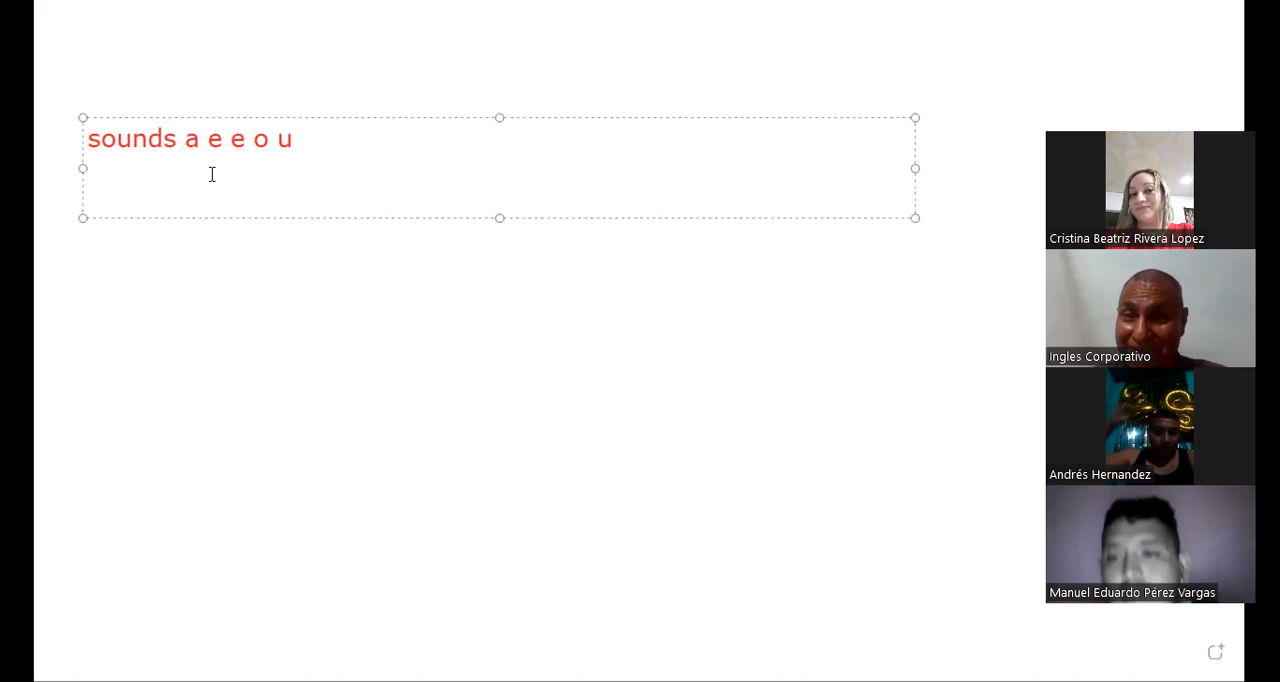 sounds a e e o u
Cristina Beatriz Rivera Lopez
Ingles Corporativo
Andrés Hernandez
Manuel Eduardo Pérez Vargas